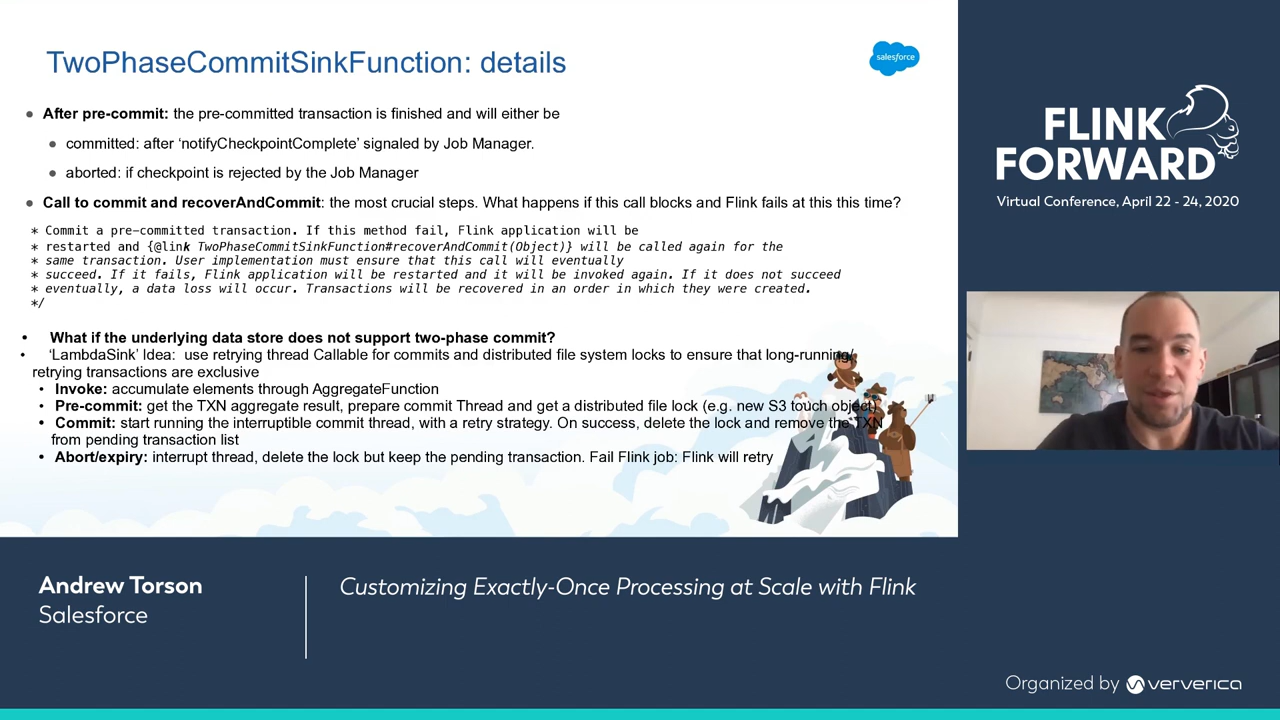 TwoPhaseCommitSinkFunction: details
salesforce
• After pre-commit: the pre-committed transaction is finished and will either be
• committed: after ‘notifyCheckpointComplete’ signaled by Job Manager.
• aborted: if checkpoint is rejected by the Job Manager
• Call to commit and recoverAndCommit: the most crucial steps. What happens if this call blocks and Flink fails at this this time?
* Commit a pre-committed transaction. If this method fail, Flink application will be
* restarted and {@link TwoPhaseCommitSinkFunction#recoverAndCommit(Object)} will be called again for the
* same transaction. User implementation must ensure that this call will eventually
* succeed. If it fails, Flink application will be restarted and it will be invoked again. If it does not succeed
* eventually, a data loss will occur. Transactions will be recovered in an order in which they were created.
*/
• What if the underlying data store does not support two-phase commit?
• ‘LambdaSink’ Idea: use retrying thread Callable for commits and distributed file system locks to ensure that long-running/
retrying transactions are exclusive
• Invoke: accumulate elements through AggregateFunction
• Pre-commit: get the TXN aggregate result, prepare commit Thread and get a distributed file lock (e.g. new S3 touch object)
• Commit: start running the interruptible commit thread, with a retry strategy. On success, delete the lock and remove the TXN
from pending transaction list
• Abort/expiry: interrupt thread, delete the lock but keep the pending transaction. Fail Flink job: Flink will retry
FLINK
FORWARD
Virtual Conference, April 22 - 24, 2020
Andrew Torson
Salesforce
Customizing Exactly-Once Processing at Scale with Flink
Organized by ververica